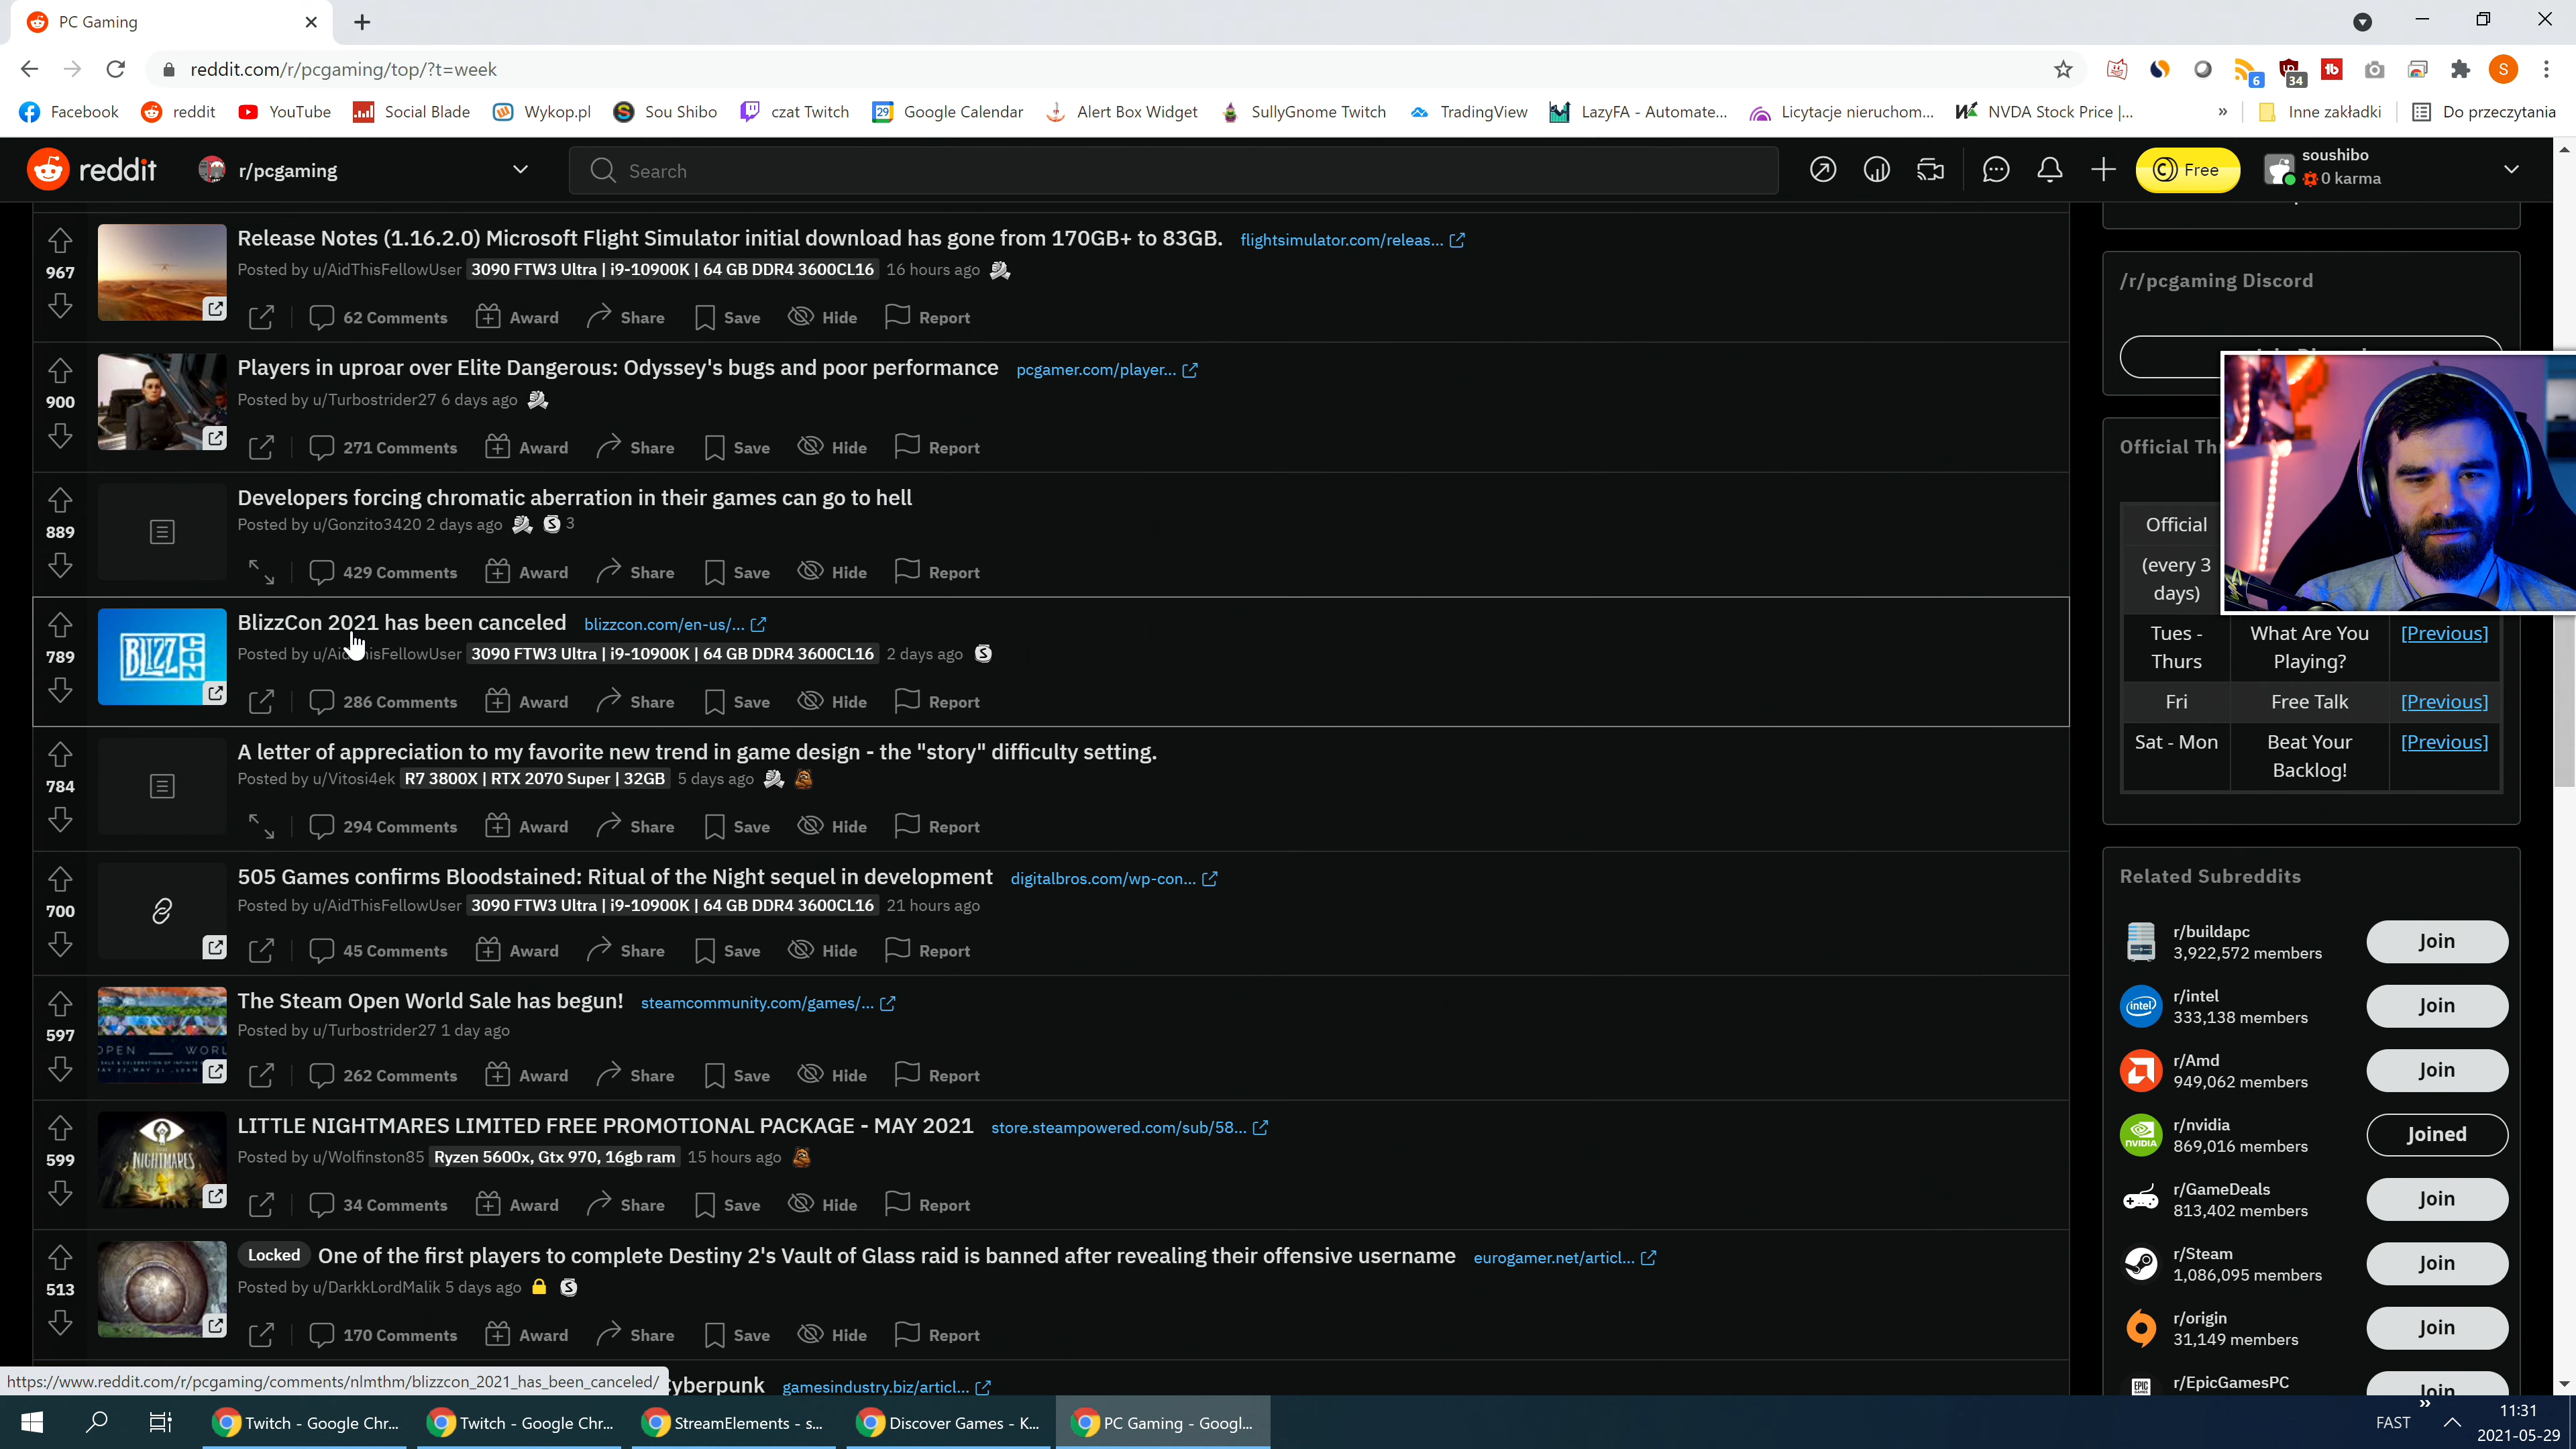 PC Gaming
reddit.com/r/pcgaming/top/?t=week
6
34
S
Facebook reddit YouTube Social Blade Wykop.pl Sou Shibo czat Twitch 29 Google Calendar Alert Box Widget SullyGnome Twitch TradingView LazyFA - Automate... Licytacje nieruchom... NVDA Stock Price |... » Inne zakładki Do przeczytania
reddit r/pcgaming Search Free soushibo
0 karma
967
Release Notes (1.16.2.0) Microsoft Flight Simulator initial download has gone from 170GB+ to 83GB. flightsimulator.com/releas...
Posted by u/AidThisFellowUser 3090 FTW3 Ultra | i9-10900K | 64 GB DDR4 3600CL16 16 hours ago
62 Comments Award Share Save Hide Report
900
Players in uproar over Elite Dangerous: Odyssey's bugs and poor performance pcgamer.com/player...
Posted by u/Turbostrider27 6 days ago
271 Comments Award Share Save Hide Report
889
Developers forcing chromatic aberration in their games can go to hell
Posted by u/Gonzito3420 2 days ago 3
429 Comments Award Share Save Hide Report
789
BLIZZ CON
BlizzCon 2021 has been canceled blizzcon.com/en-us/...
Posted by u/AidThisFellowUser 3090 FTW3 Ultra | i9-10900K | 64 GB DDR4 3600CL16 2 days ago
286 Comments Award Share Save Hide Report
784
A letter of appreciation to my favorite new trend in game design - the "story" difficulty setting.
Posted by u/Vitosi4ek R7 3800X | RTX 2070 Super | 32GB 5 days ago
294 Comments Award Share Save Hide Report
700
505 Games confirms Bloodstained: Ritual of the Night sequel in development digitalbros.com/wp-con...
Posted by u/AidThisFellowUser 3090 FTW3 Ultra | i9-10900K | 64 GB DDR4 3600CL16 21 hours ago
45 Comments Award Share Save Hide Report
597
The Steam Open World Sale has begun! steamcommunity.com/games/...
Posted by u/Turbostrider27 1 day ago
262 Comments Award Share Save Hide Report
599
NIGHTMARES
LITTLE NIGHTMARES LIMITED FREE PROMOTIONAL PACKAGE - MAY 2021 store.steampowered.com/sub/58...
Posted by u/Wolfinston85 Ryzen 5600x, Gtx 970, 16gb ram 15 hours ago
34 Comments Award Share Save Hide Report
513
Locked One of the first players to complete Destiny 2's Vault of Glass raid is banned after revealing their offensive username eurogamer.net/articl...
Posted by u/DarkkLordMalik 5 days ago
170 Comments Award Share Save Hide Report
yberpunk gamesindustry.biz/articl...
https://www.reddit.com/r/pcgaming/comments/nlmthm/blizzcon_2021_has_been_canceled/
/r/pcgaming Discord
Official Th
Official
(every 3
days)
Tues -
Thurs
What Are You
Playing?
[Previous]
Fri Free Talk [Previous]
Sat - Mon
Beat Your
Backlog!
[Previous]
Related Subreddits
r/buildapc
3,922,572 members
Join
intel
r/intel
333,138 members
Join
r/Amd
949,062 members
Join
NVIDIA
r/nvidia
869,016 members
Joined
r/GameDeals
813,402 members
Join
r/Steam
1,086,095 members
Join
r/origin
31,149 members
Join
EPIC
r/EpicGamesPC
Join
Twitch - Google Chr... Twitch - Google Chr... StreamElements - s... Discover Games - K... PC Gaming - Googl...
FAST
»
11:31
2021-05-29